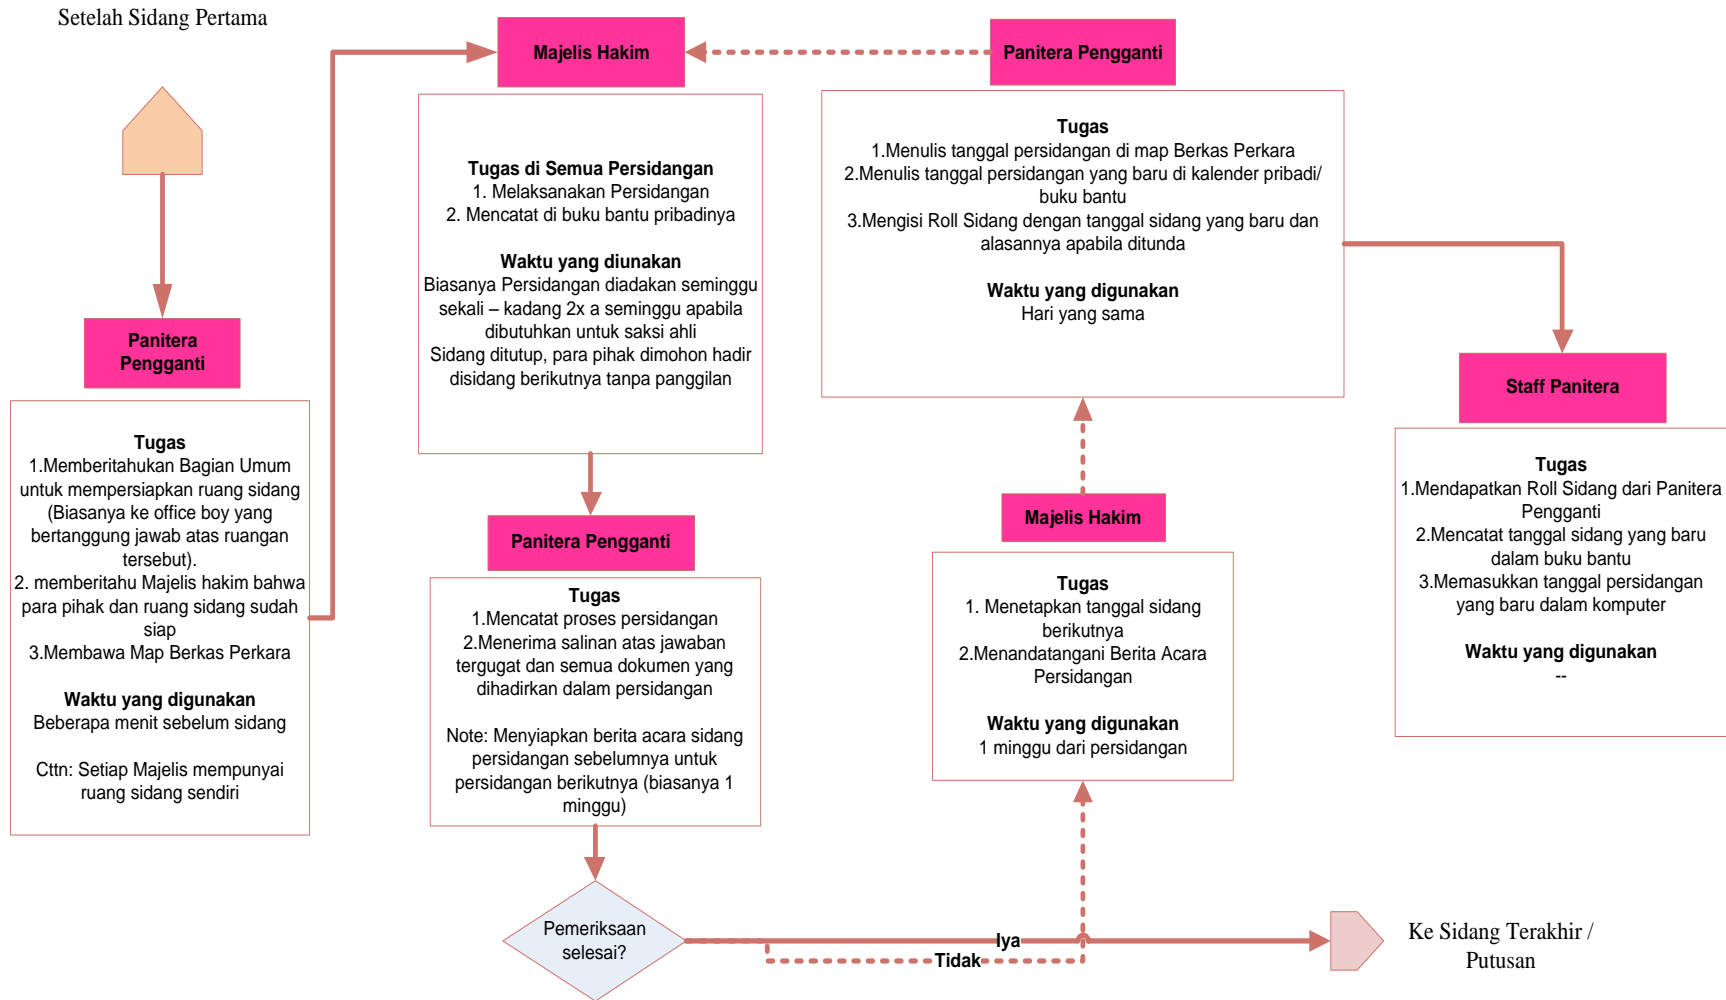 Setelah Sidang Pertama
Majelis Hakim
Panitera Pengganti
Tugas di Semua Persidangan
1. Melaksanakan Persidangan
2. Mencatat di buku bantu pribadinya
Waktu yang diunakan
Biasanya Persidangan diadakan seminggu
sekali – kadang 2x a seminggu apabila
dibutuhkan untuk saksi ahli
Sidang ditutup, para pihak dimohon hadir
disidang berikutnya tanpa panggilan
Tugas
1.Menulis tanggal persidangan di map Berkas Perkara
2.Menulis tanggal persidangan yang baru di kalender pribadi/
buku bantu
3.Mengisi Roll Sidang dengan tanggal sidang yang baru dan
alasannya apabila ditunda
Waktu yang digunakan
Hari yang sama
Panitera
Pengganti
Tugas
1.Memberitahukan Bagian Umum
untuk mempersiapkan ruang sidang
(Biasanya ke office boy yang
bertanggung jawab atas ruangan
tersebut).
2. memberitahu Majelis hakim bahwa
para pihak dan ruang sidang sudah
siap
3.Membawa Map Berkas Perkara
Waktu yang digunakan
Beberapa menit sebelum sidang
Cttn: Setiap Majelis mempunyai
ruang sidang sendiri
Staff Panitera
Tugas
1.Mendapatkan Roll Sidang dari Panitera
Pengganti
2.Mencatat tanggal sidang yang baru
dalam buku bantu
3.Memasukkan tanggal persidangan
yang baru dalam komputer
Waktu yang digunakan
--
Panitera Pengganti
Tugas
1.Mencatat proses persidangan
2.Menerima salinan atas jawaban
tergugat dan semua dokumen yang
dihadirkan dalam persidangan
Note: Menyiapkan berita acara sidang
persidangan sebelumnya untuk
persidangan berikutnya (biasanya 1
minggu)
Majelis Hakim
Tugas
1. Menetapkan tanggal sidang
berikutnya
2.Menandatangani Berita Acara
Persidangan
Waktu yang digunakan
1 minggu dari persidangan
Pemeriksaan
selesai?
Iya
Tidak
Ke Sidang Terakhir /
Putusan